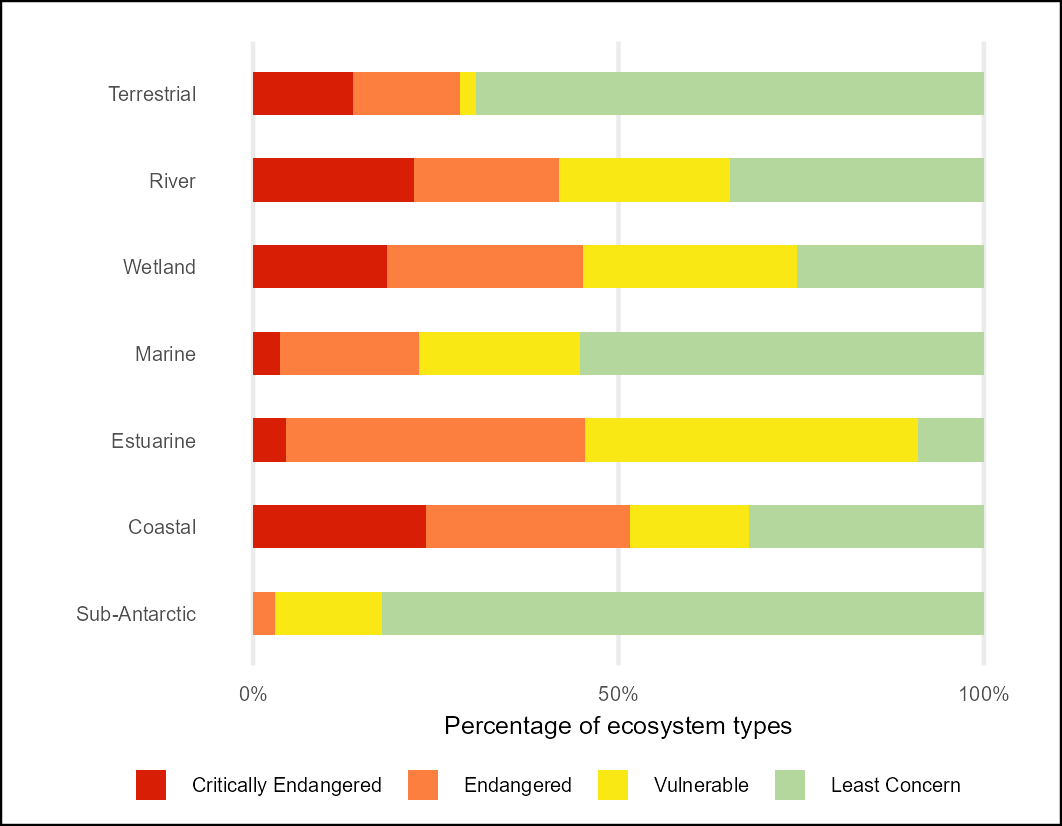 Terrestrial
River
Wetland
Marine
Estuarine
Coastal
Sub-Antarctic
0% 50% 100%
Percentage of ecosystem types
Critically Endangered Endangered Vulnerable Least Concern